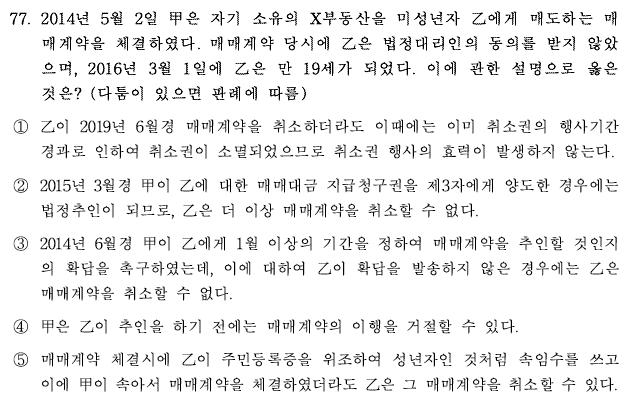 77. 2014년 5월 2일 甲은 자기 소유의 X부동산을 미성년자 乙에게 매도하는 매
매계약을 체결하였다. 매매계약 당시에 乙은 법정대리인의 동의를 받지 않았
으며, 2016년 3월 1일에 乙은 만 19세가 되었다. 이에 관한 설명으로 옳은
것은? (다툼이 있으면 판례에 따름)
① 乙이 2019년 6월경 매매계약을 취소하더라도 이때에는 이미 취소권의 행사기간
경과로 인하여 취소권이 소멸되었으므로 취소권 행사의 효력이 발생하지 않는다.
② 2015년 3월경 甲이 乙에 대한 매매대금 지급청구권을 제3자에게 양도한 경우에는
법정추인이 되므로, 乙은 더 이상 매매계약을 취소할 수 없다.
③ 2014년 6월경 甲이 乙에게 1월 이상의 기간을 정하여 매매계약을 추인할 것인지
의 확답을 촉구하였는데, 이에 대하여 乙이 확답을 발송하지 않은 경우에는 乙은
매매계약을 취소할 수 없다.
④ 甲은 乙이 추인을 하기 전에는 매매계약의 이행을 거절할 수 있다.
⑤ 매매계약 체결시에 乙이 주민등록증을 위조하여 성년자인 것처럼 속임수를 쓰고
이에 甲이 속아서 매매계약을 체결하였더라도 乙은 그 매매계약을 취소할 수 있다.